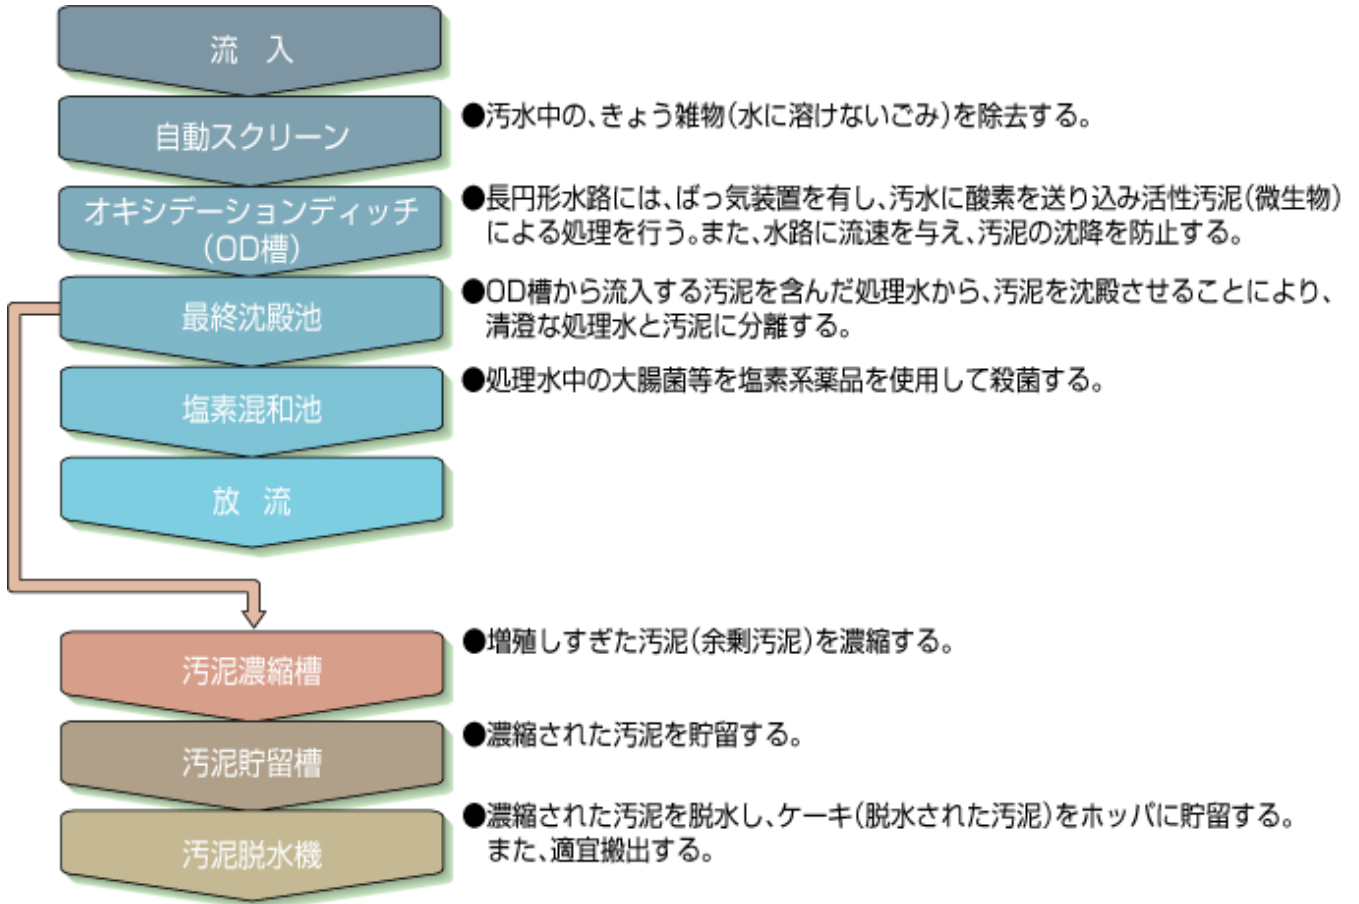 流 入
自動スクリーン
●汚水中の、きょう雑物(水に溶けないごみ)を除去する。
オキシデーションディッチ
(OD槽)
●長円形水路には、ばっ気装置を有し、汚水に酸素を送り込み活性汚泥(微生物)
による処理を行う。また、水路に流速を与え、汚泥の沈降を防止する。
最終沈殿池
●OD槽から流入する汚泥を含んだ処理水から、汚泥を沈殿させることにより、
清澄な処理水と汚泥に分離する。
塩素混和池
●処理水中の大腸菌等を塩素系薬品を使用して殺菌する。
放 流
汚泥濃縮槽
●増殖しすぎた汚泥(余剰汚泥)を濃縮する。
汚泥貯留槽
●濃縮された汚泥を貯留する。
汚泥脱水機
●濃縮された汚泥を脱水し、ケーキ(脱水された汚泥)をホッパに貯留する。
また、適宜搬出する。